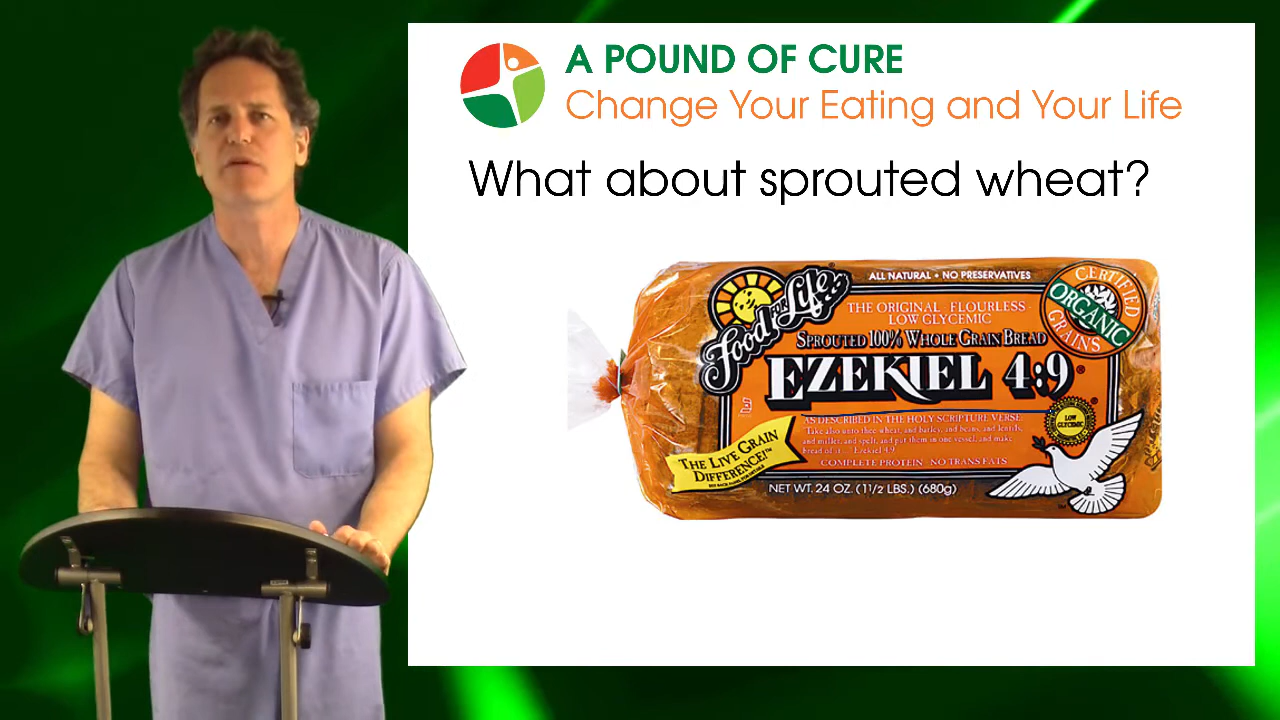 A POUND OF CURE
Change Your Eating and Your Life
What about sprouted wheat?
Food for Life®
ALL NATURAL • NO PRESERVATIVES
THE ORIGINAL FLOURLESS
LOW GLYCEMIC
SPROUTED 100% WHOLE GRAIN BREAD
EZEKIEL 4:9®
CERTIFIED
ORGANIC
GRAINS
AS DESCRIBED IN THE HOLY SCRIPTURE VERSE
"Take also unto thee wheat, and barley, and beans, and lentils,
and millet, and spelt, and put them in one vessel, and make
bread of it..." Ezekiel 4:9
COMPLETE PROTEIN NO TRANS FATS
LOW
GLYCEMIC
THE LIVE GRAIN
DIFFERENCE!™
NET WT. 24 OZ. (1 1/2 LBS.) (680g)